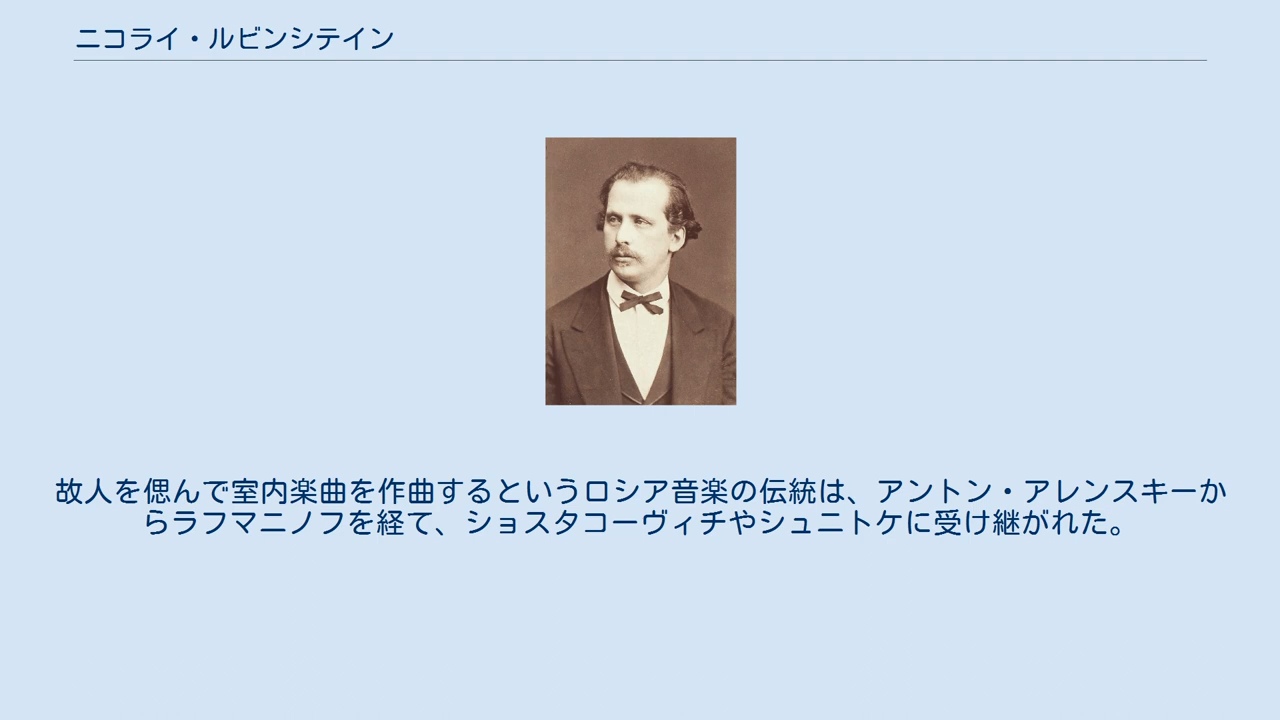 ニコライ・ルビンシテイン
故人を偲んで室内楽曲を作曲するというロシア音楽の伝統は、アントン・アレンスキーか
らラフマニノフを経て、ショスタコーヴィチやシュニトケに受け継がれた。